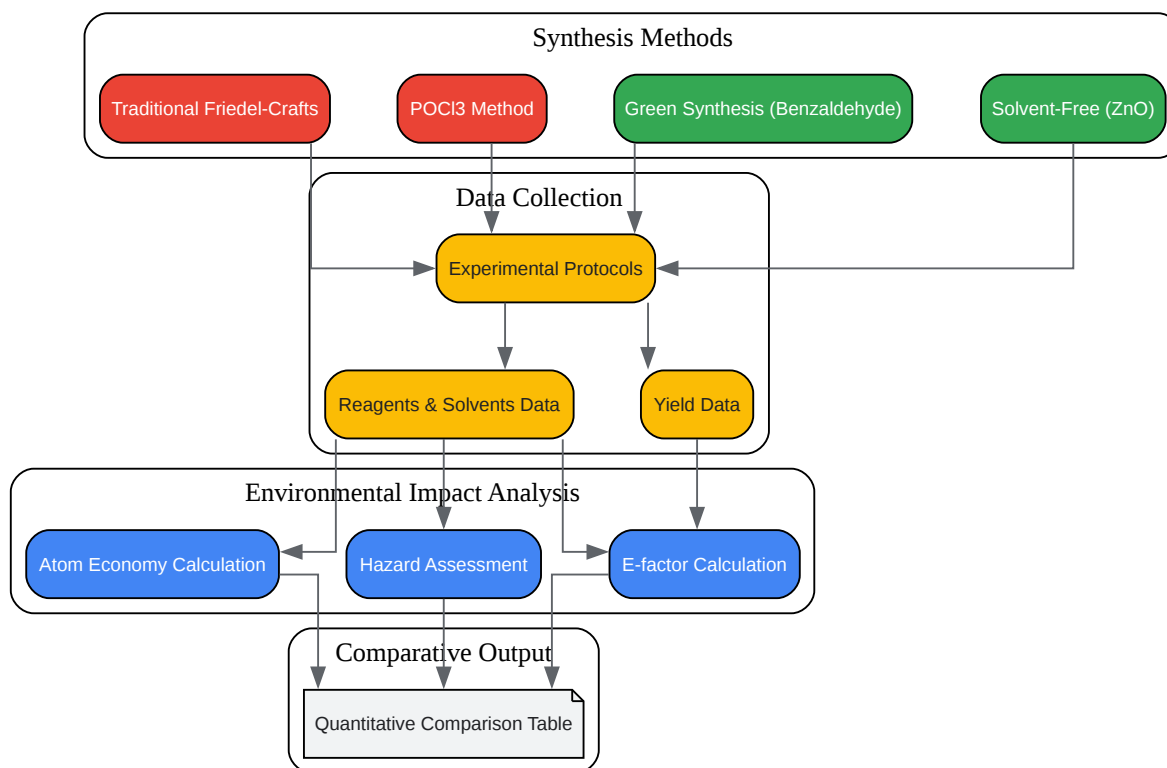 Synthesis Methods
Traditional Friedel-Crafts
POCl3 Method
Green Synthesis (Benzaldehyde)
Solvent-Free (ZnO)
Data Collection
Experimental Protocols
Reagents & Solvents Data
Yield Data
Environmental Impact Analysis
Atom Economy Calculation
Hazard Assessment
E-factor Calculation
Comparative Output
Quantitative Comparison Table